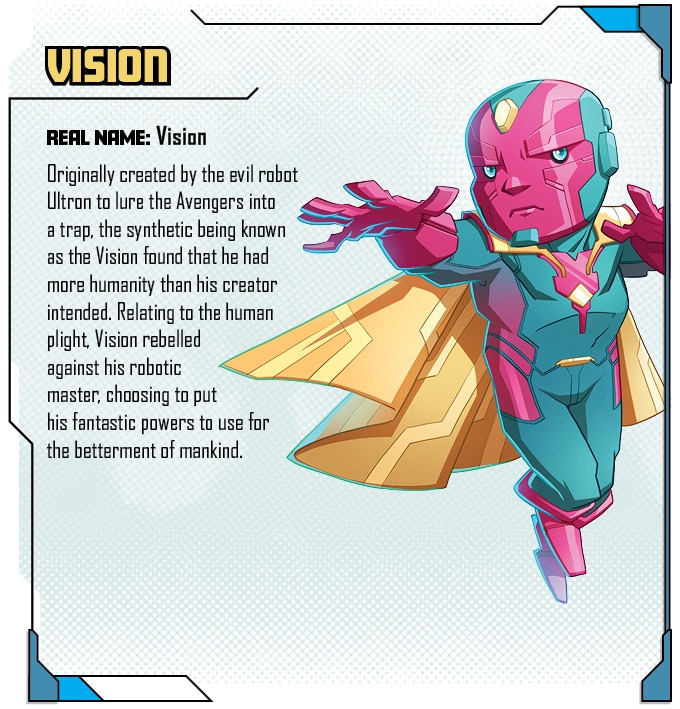 VISION
REAL NAME: Vision
Originally created by the evil robot
Ultron to lure the Avengers into
a trap, the synthetic being known
as the Vision found that he had
more humanity than his creator
intended. Relating to the human
plight, Vision rebelled
against his robotic
master, choosing to put
his fantastic powers to use for
the betterment of mankind.